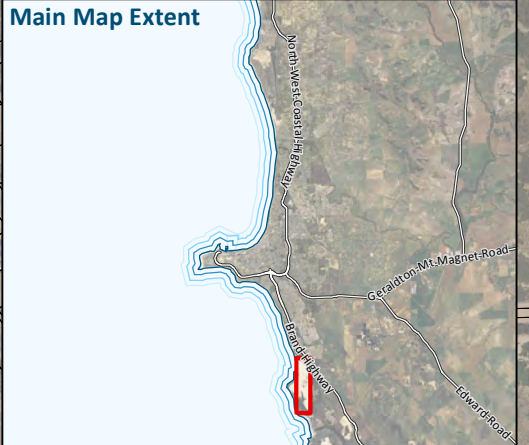 Main Map Extent
North-West-Coastal-Highway
Geraldton-Mt-Magnet-Road
Brand-Highway
Edward-Road